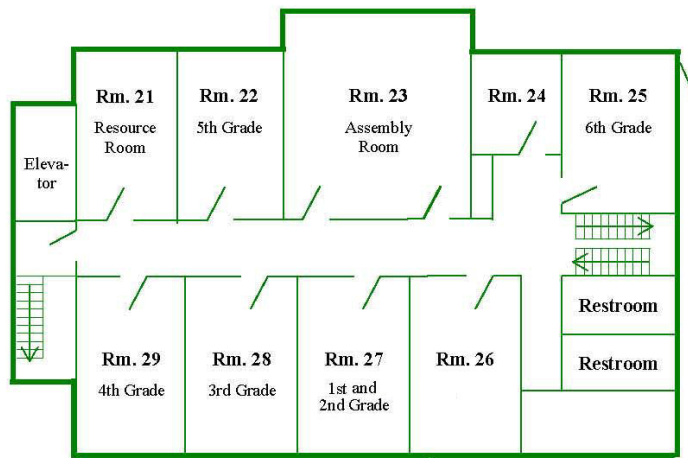 Rm. 21
Resource
Room
Rm. 22
5th Grade
Rm. 23
Assembly
Room
Rm. 24
Rm. 25
6th Grade
Eleva-
tor
Restroom
Restroom
Rm. 29
4th Grade
Rm. 28
3rd Grade
Rm. 27
1st and
2nd Grade
Rm. 26